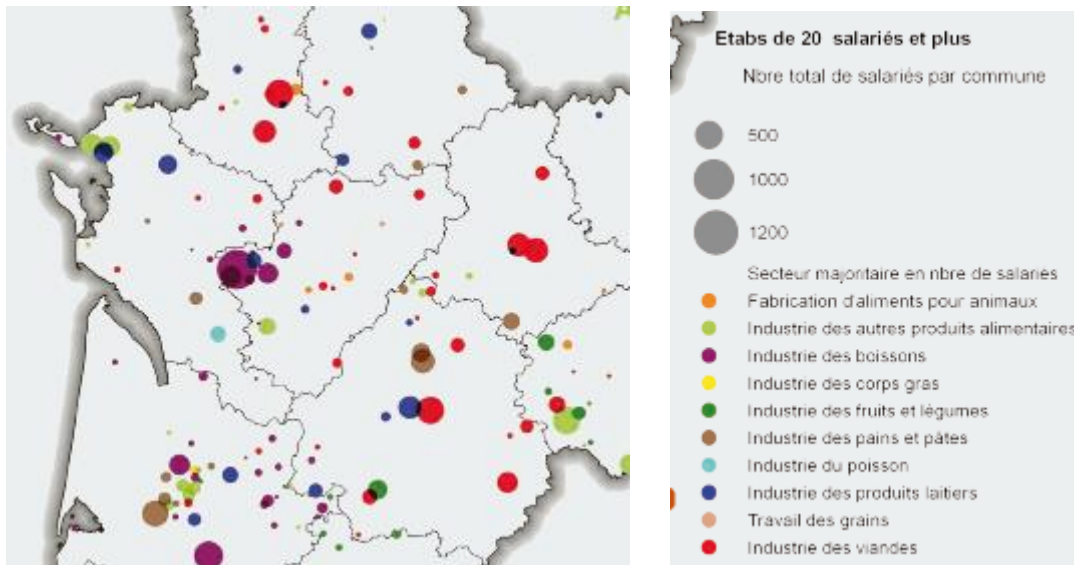 Etabs de 20 salariés et plus
Nbre total de salariés par commune
500
1000
1200
Secteur majoritaire en nbre de salaries
Fabrication d'aliments pour animaux
Industrie des autres produits alimentaires
Industrie des boissons
Industrie des corps gras
Industrie des fruits et légumes
Industrie des pains et pâtes
Industrie du poisson
Industrie des produits laitiers
Travail des grains
Industrie des viandes